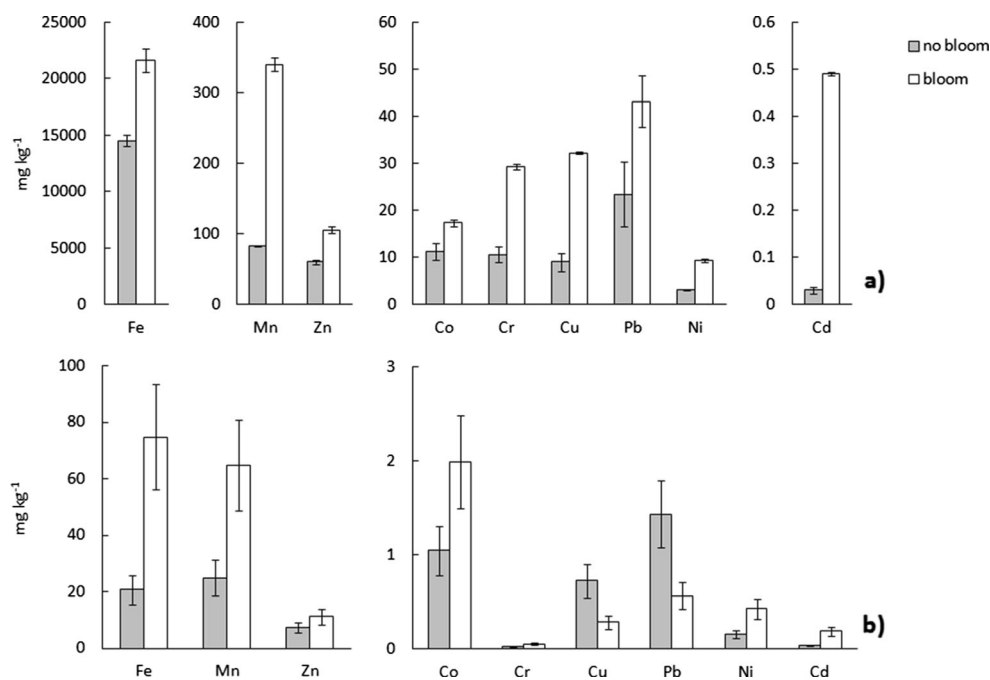 25000
20000
15000
10000
5000
0
mg kg-1
Fe
400
300
200
100
0
Mn Zn
60
50
40
30
20
10
0
Co Cr Cu Pb Ni
0.6
0.5
0.4
0.3
0.2
0.1
0
Cd
no bloom
bloom
a)
100
80
60
40
20
0
mg kg-1
Fe Mn Zn
3
2
1
0
Co Cr Cu Pb Ni Cd
b)